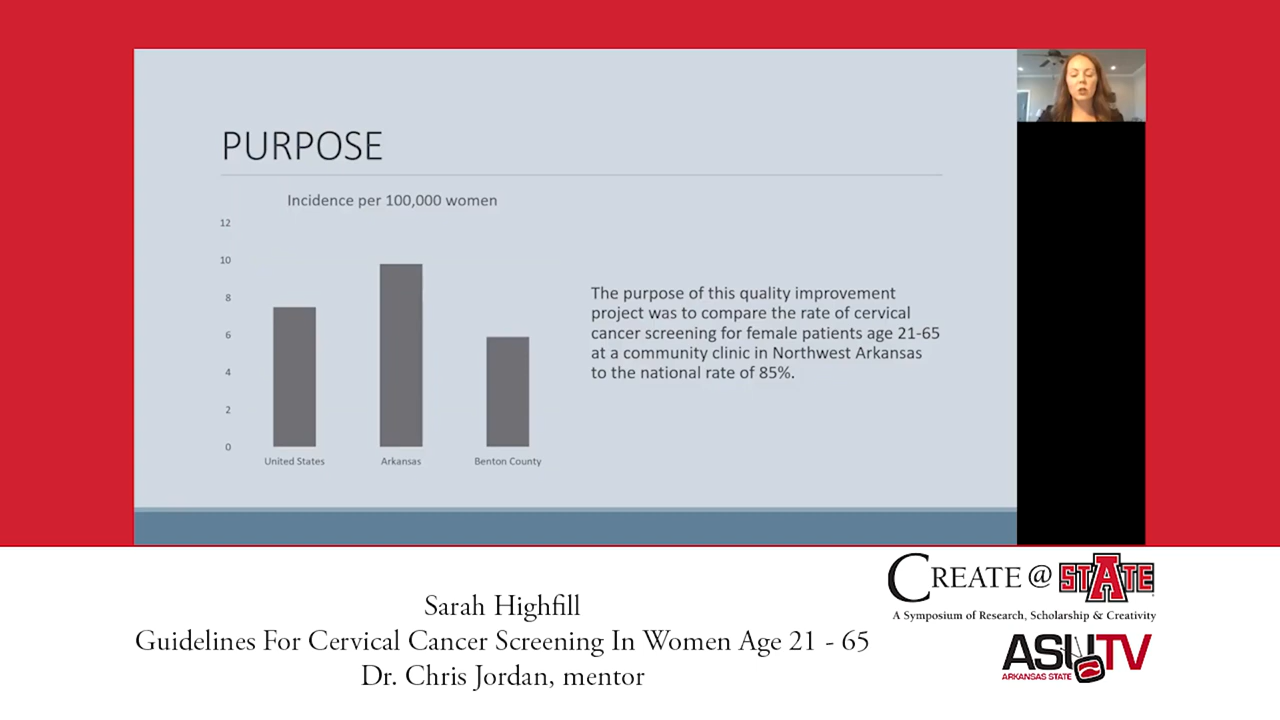 PURPOSE
Incidence per 100,000 women
12
10
8
6
4
2
0
United States
Arkansas
Benton County
The purpose of this quality improvement
project was to compare the rate of cervical
cancer screening for female patients age 21-65
at a community clinic in Northwest Arkansas
to the national rate of 85%.
Sarah Highfill
Guidelines For Cervical Cancer Screening In Women Age 21 - 65
Dr. Chris Jordan, mentor
CREATE @ STATE
A Symposium of Research, Scholarship & Creativity
ASUTV
ARKANSAS STATE